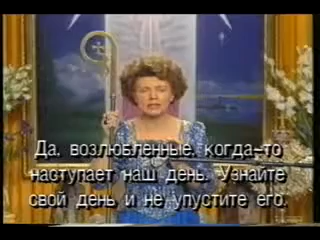 Да, возлюбленные, когда-то
наступает наш день. Узнайте
свой день и не упустите его.